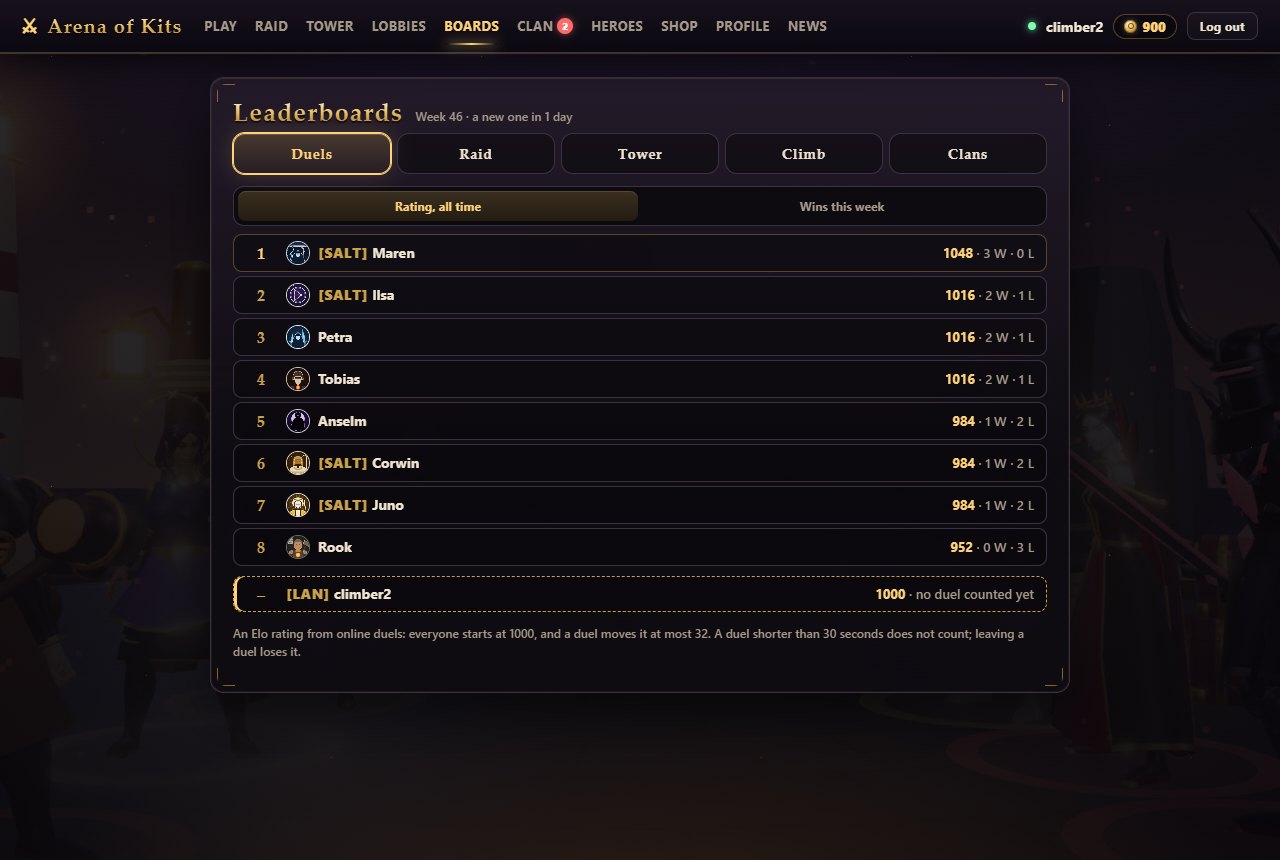 Arena of Kits PLAY RAID TOWER LOBBIES BOARDS CLAN 2 HEROES SHOP PROFILE NEWS climber2 900 Log out
Leaderboards Week 46 · a new one in 1 day
Duels Raid Tower Climb Clans
Rating, all time Wins this week
1 [SALT] Maren 1048 · 3 W · 0 L
2 [SALT] Ilsa 1016 · 2 W · 1 L
3 Petra 1016 · 2 W · 1 L
4 Tobias 1016 · 2 W · 1 L
5 Anselm 984 · 1 W · 2 L
6 [SALT] Corwin 984 · 1 W · 2 L
7 [SALT] Juno 984 · 1 W · 2 L
8 Rook 952 · 0 W · 3 L
– [LAN] climber2 1000 · no duel counted yet
An Elo rating from online duels: everyone starts at 1000, and a duel moves it at most 32. A duel shorter than 30 seconds does not count; leaving a
duel loses it.